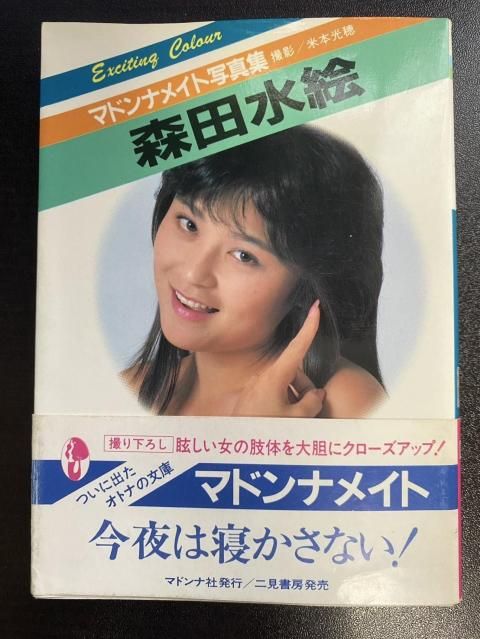 Exciting Colour
マドンナメイト写真集 撮影／米本光穂
森田水絵
撮り下ろし 眩しい女の肢体を大胆にクローズアップ!
ついに出た
オトナの文庫
マドンナメイト
今夜は寝かさない!
マドンナ社発行／二見書房発売